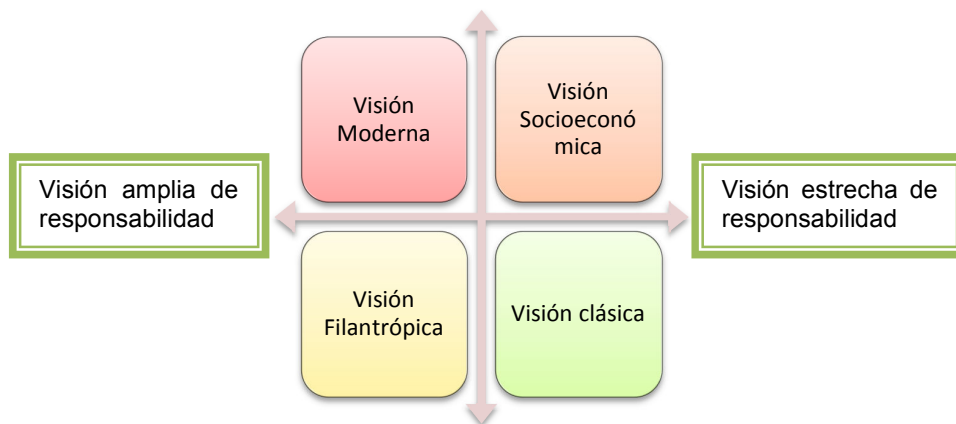 Visión
Moderna
Visión
Socioeconó
mica
Visión amplia de
responsabilidad
Visión estrecha de
responsabilidad
Visión
Filantrópica
Visión clásica